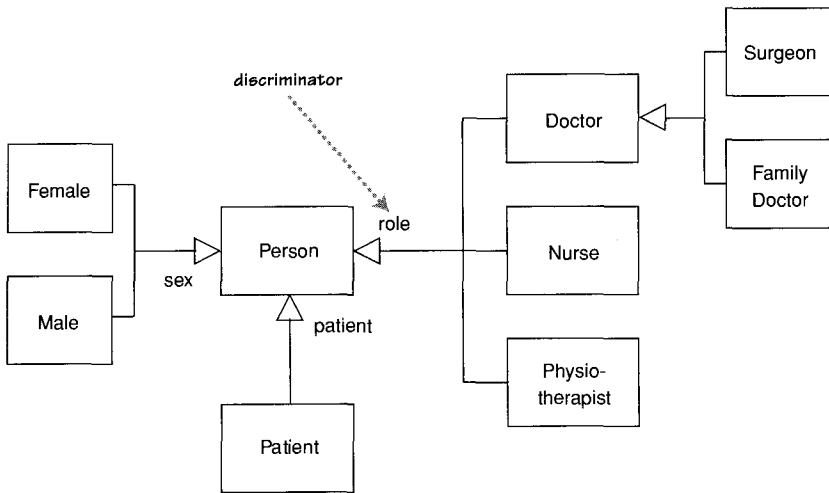 Surgeon
discriminator
Doctor
Female
Family
Doctor
role
Person
Nurse
sex
Male
patient
Physio-
therapist
Patient